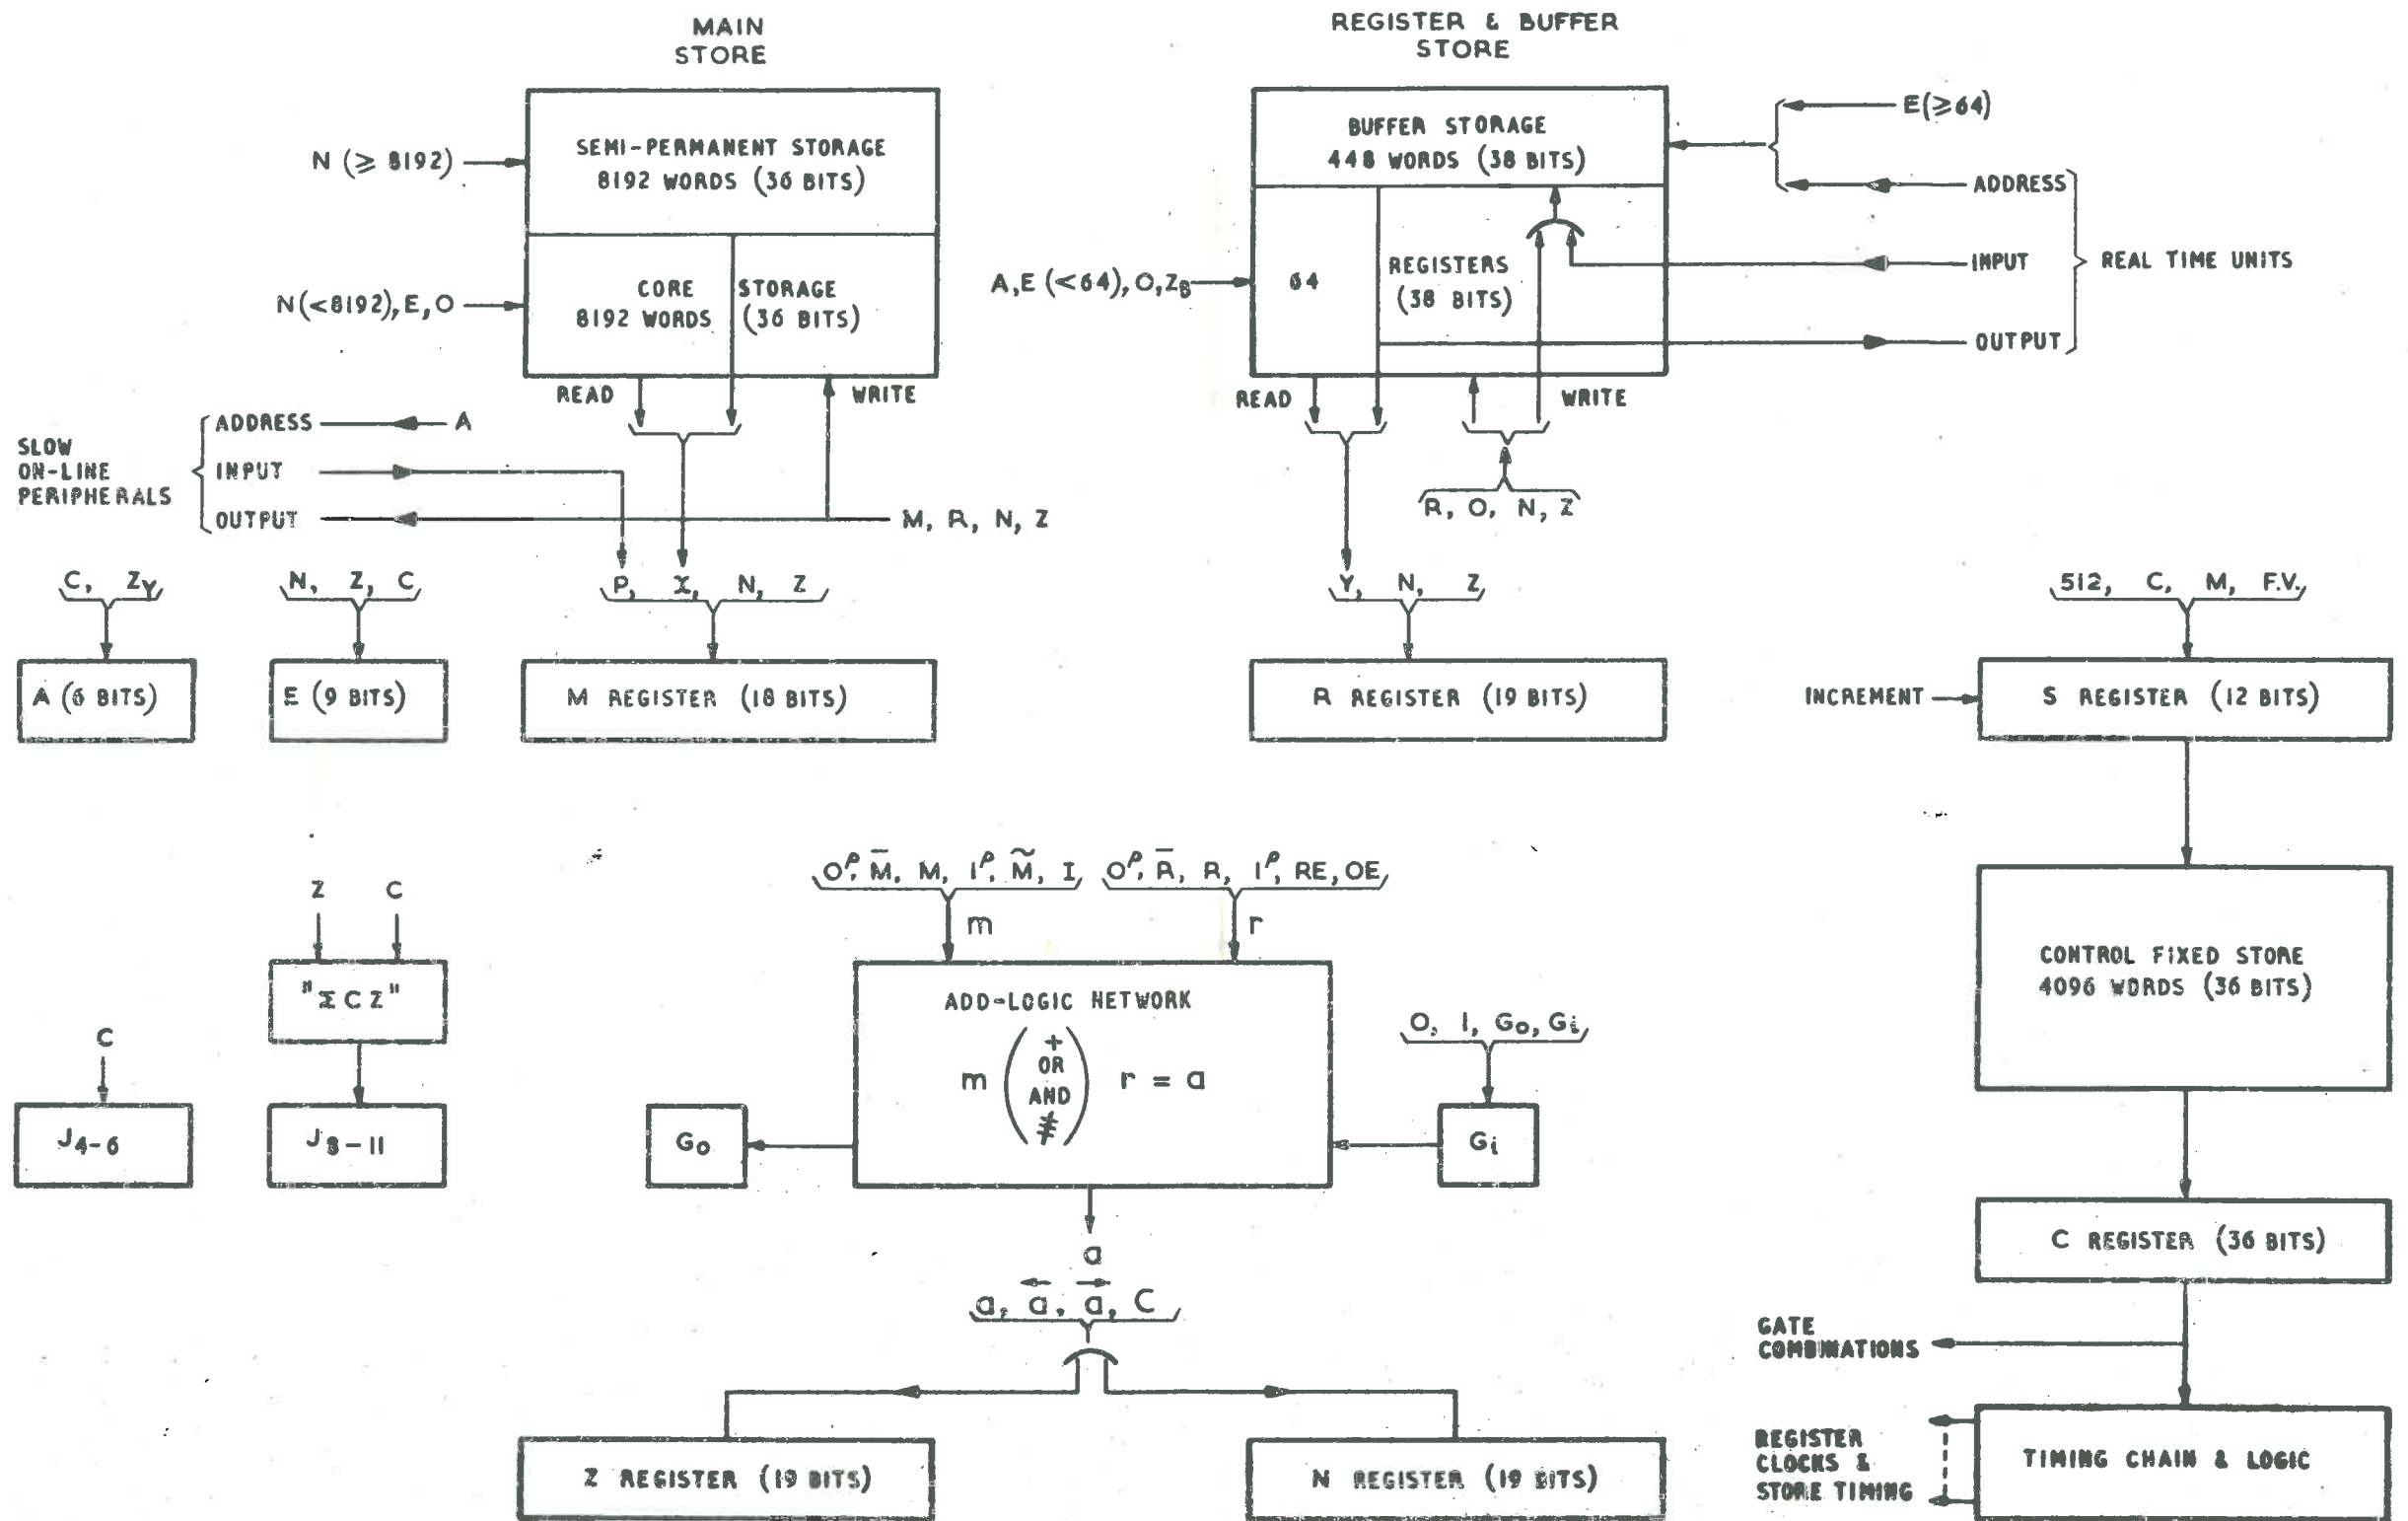 MAIN
STORE
REGISTER & BUFFER
STORE
SEMI-PERMANENT STORAGE
8192 WORDS (36 BITS)
N (≥ 8192)
CORE STORAGE
8192 WORDS (36 BITS)
N(<8192), E, O
READ
WRITE
BUFFER STORAGE
448 WORDS (38 BITS)
64 REGISTERS
(38 BITS)
A, E (<64), O, Z_B
E(≥64)
ADDRESS
INPUT
OUTPUT
REAL TIME UNITS
READ
WRITE
R, O, N, Z
SLOW
ON-LINE
PERIPHERALS
ADDRESS
A
INPUT
OUTPUT
M, R, N, Z
C, Z_Y
N, Z, C
P, X, N, Z
Y, N, Z
512, C, M, F.V.
A (6 BITS)
E (9 BITS)
M REGISTER (18 BITS)
R REGISTER (19 BITS)
INCREMENT
S REGISTER (12 BITS)
Z C
"Σ C Z"
C
J4-6
J8-11
O^ρ, M̄, M, I^ρ, M̃, I
O^ρ, R̄, R, I^ρ, RE, OE
m
r
ADD-LOGIC NETWORK
m ( + OR AND ≢ ) r = a
O, I, Go, Gi
Go
Gi
a
a, a⃖, a⃗, C
CONTROL FIXED STORE
4096 WORDS (36 BITS)
C REGISTER (36 BITS)
GATE
COMBINATIONS
REGISTER
CLOCKS &
STORE TIMING
TIMING CHAIN & LOGIC
Z REGISTER (19 BITS)
N REGISTER (19 BITS)